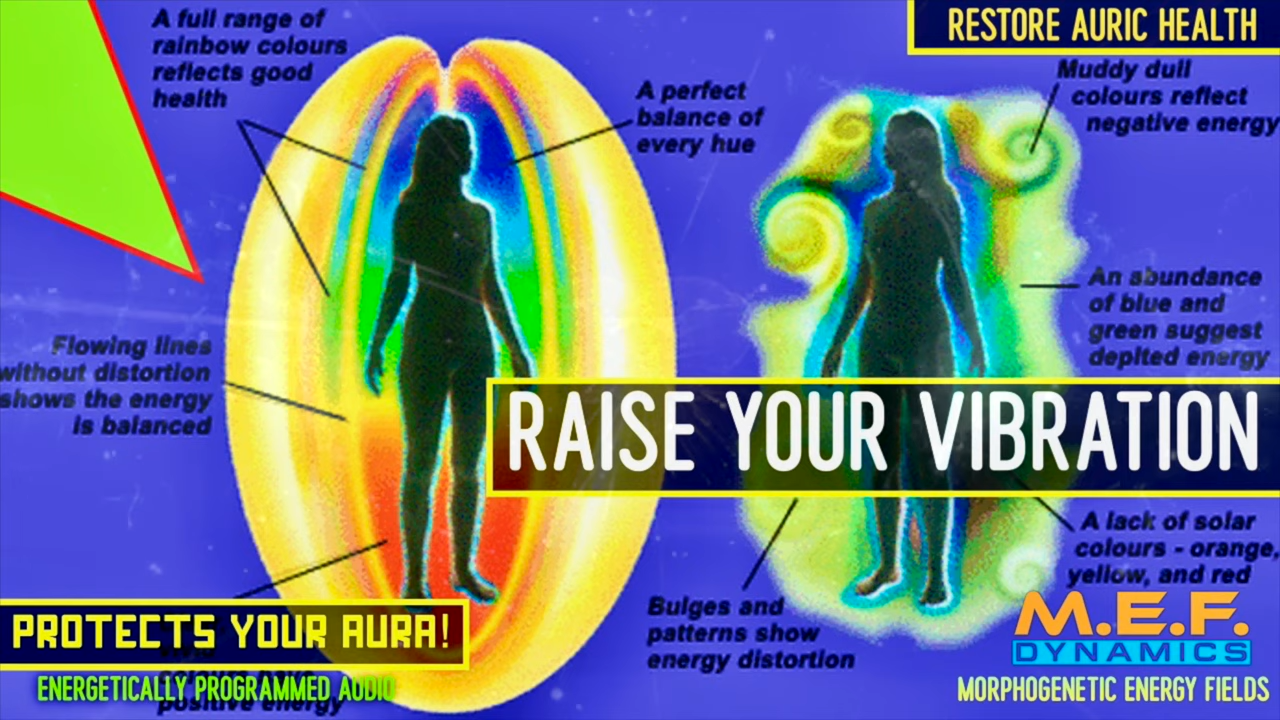 A full range of
rainbow colours
reflects good
health
A perfect
balance of
every hue
Flowing lines
without distortion
shows the energy
is balanced
PROTECTS YOUR AURA!
positive energy
ENERGETICALLY PROGRAMMED AUDIO
RESTORE AURIC HEALTH
Muddy dull
colours reflect
negative energy
An abundance
of blue and
green suggest
deplted energy
RAISE YOUR VIBRATION
Bulges and
patterns show
energy distortion
A lack of solar
colours - orange,
yellow, and red
M.E.F.
DYNAMICS
MORPHOGENETIC ENERGY FIELDS